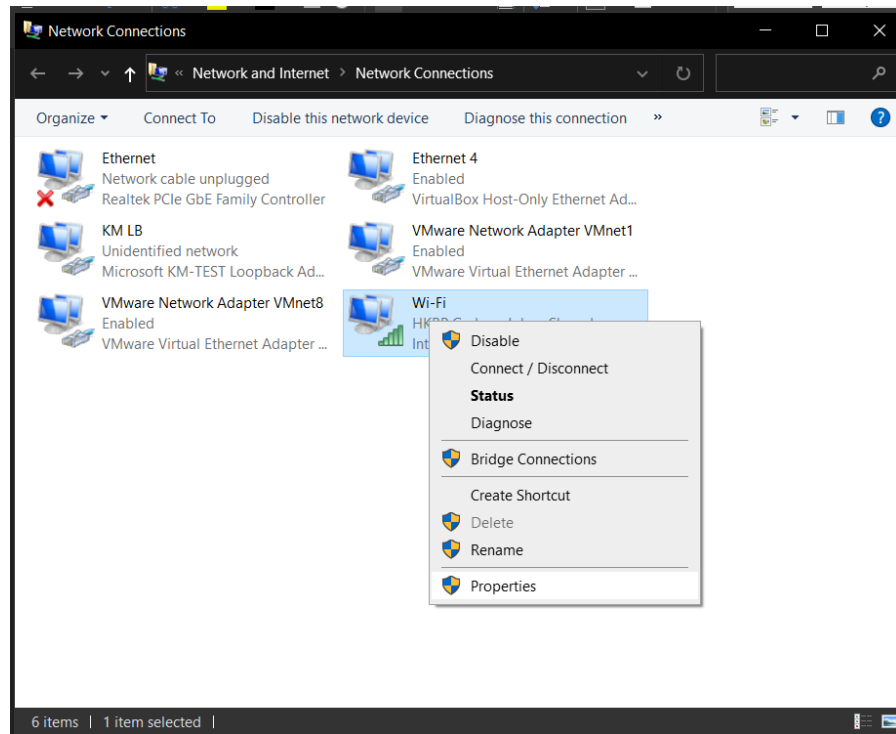 Network Connections
« Network and Internet > Network Connections
Organize Connect To Disable this network device Diagnose this connection »
Ethernet
Network cable unplugged
Realtek PCIe GbE Family Controller
Ethernet 4
Enabled
VirtualBox Host-Only Ethernet Ad...
KM LB
Unidentified network
Microsoft KM-TEST Loopback Ad...
VMware Network Adapter VMnet1
Enabled
VMware Virtual Ethernet Adapter ...
VMware Network Adapter VMnet8
Enabled
VMware Virtual Ethernet Adapter ...
Wi-Fi
Int
Disable
Connect / Disconnect
Status
Diagnose
Bridge Connections
Create Shortcut
Delete
Rename
Properties
6 items | 1 item selected |